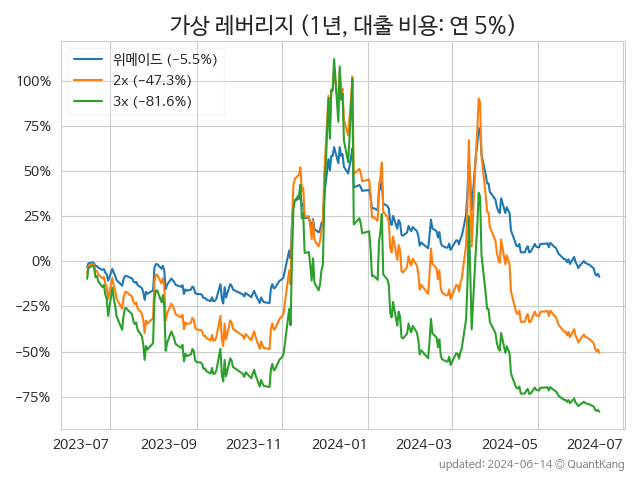 가상 레버리지 (1년, 대출 비용: 연 5%)
위메이드 (−5.5%)
2x (−47.3%)
3x (−81.6%)
100%
75%
50%
25%
0%
−25%
−50%
−75%
2023-07 2023-09 2023-11 2024-01 2024-03 2024-05 2024-07
updated: 2024-06-14 © QuantKang